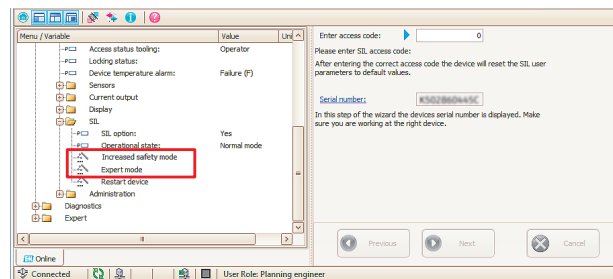 Menu / Variable Value Uni
Access status tooling: Operator
Locking status:
Device temperature alarm: Failure (F)
Sensors
Current output
Display
SIL
SIL option: Yes
Operational state: Normal mode
Increased safety mode
Expert mode
Restart device
Administration
Diagnostics
Expert
Online
Connected
User Role: Planning engineer
Enter access code: 0
Please enter SIL access code:
After entering the correct access code the device will reset the SIL user
parameters to default values.
Serial number:
In this step of the wizard the devices serial number is displayed. Make
sure you are working at the right device.
Previous Next Cancel